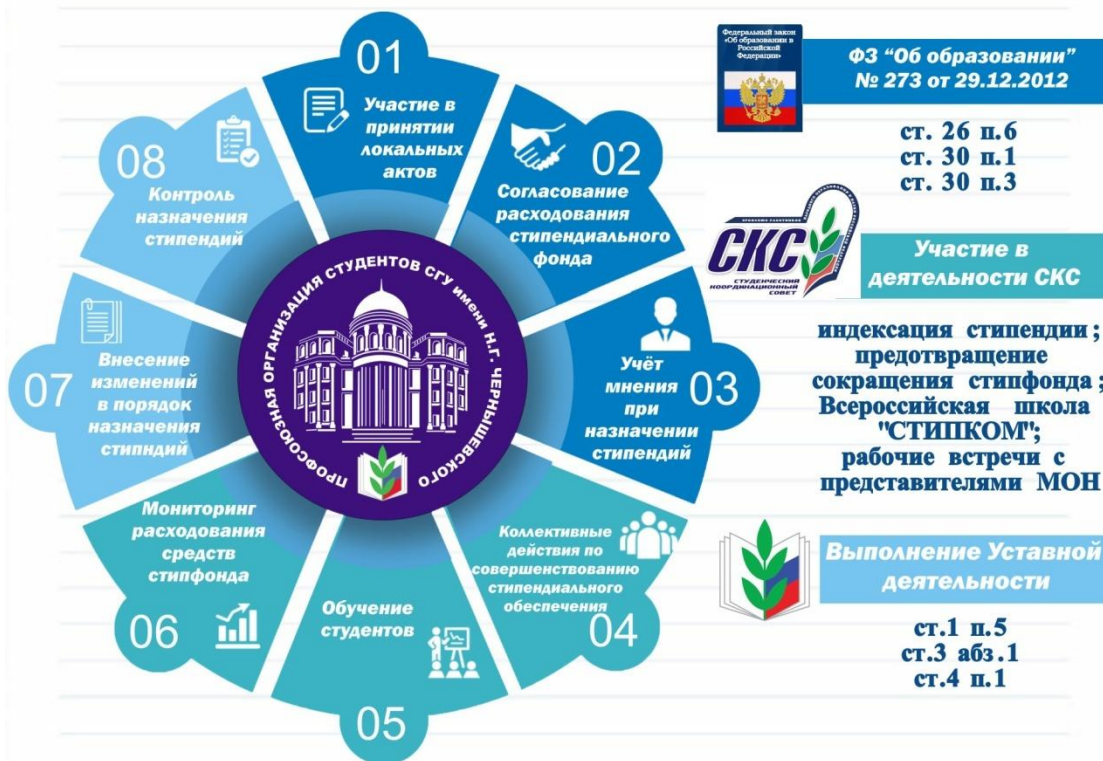 01
Участие в
принятии
локальных
актов
02
Согласование
расходования
стипендиального
фонда
03
Учёт
мнения
при
назначении
стипендий
04
Коллективные
действия по
совершенствованию
стипендиального
обеспечения
05
Обучение
студентов
06
Мониторинг
расходования
средств
стипфонда
07
Внесение
изменений
в порядок
назначения
стипндий
08
Контроль
назначения
стипендий
ПРОФСОЮЗНАЯ ОРГАНИЗАЦИЯ СТУДЕНТОВ СГУ имени Н.Г. ЧЕРНЫШЕВСКОГО
Федеральный закон
«Об образовании в
Российской
Федерации»
ФЗ “Об образовании”
№ 273 от 29.12.2012
ст. 26 п.6
ст. 30 п.1
ст. 30 п.3
СКС
СТУДЕНЧЕСКИЙ
КООРДИНАЦИОННЫЙ
СОВЕТ
Участие в
деятельности СКС
индексация стипендии;
предотвращение
сокращения стипфонда;
Всероссийская школа
"СТИПКОМ";
рабочие встречи с
представителями МОН
Выполнение Уставной
деятельности
ст.1 п.5
ст.3 абз.1
ст.4 п.1